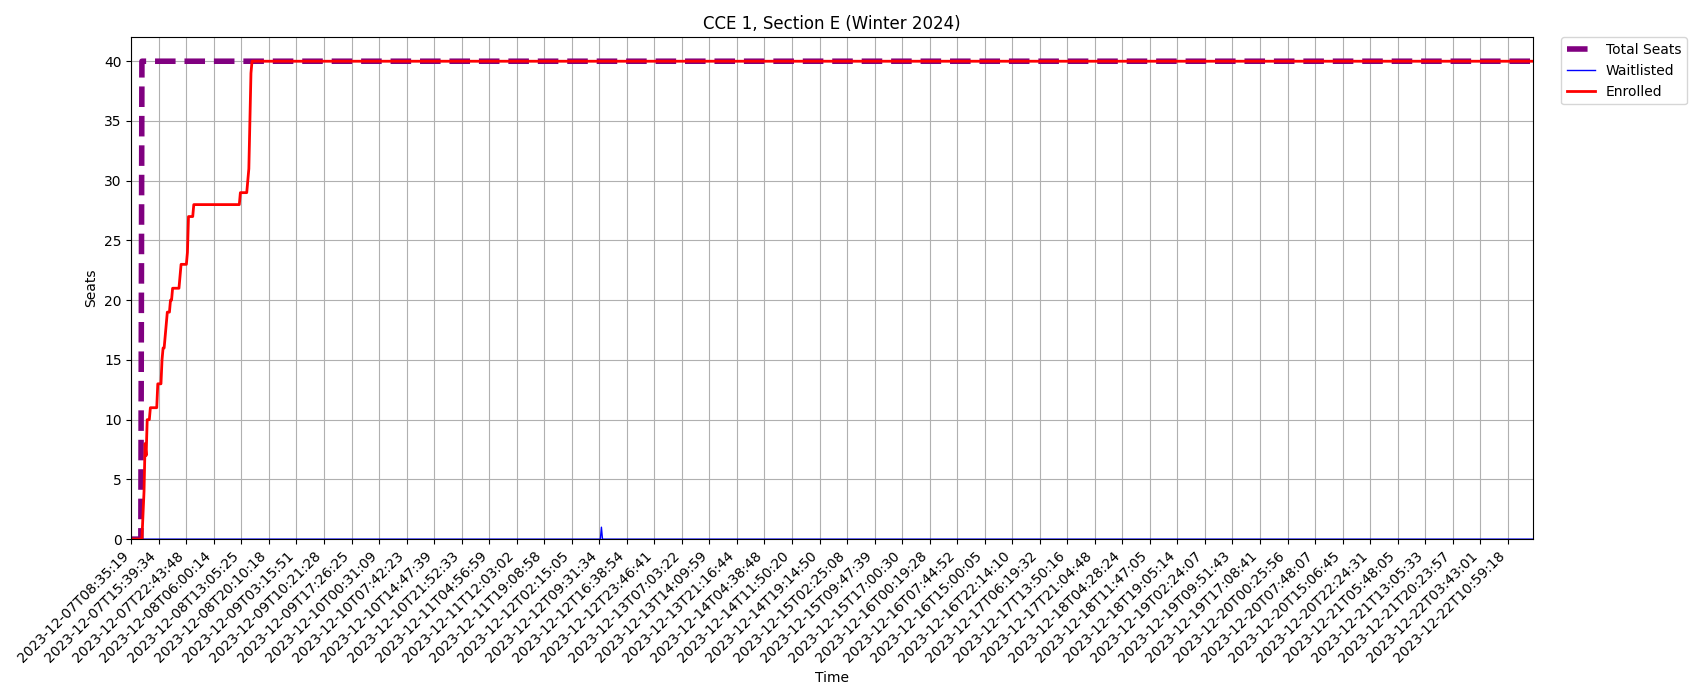 CCE 1, Section E (Winter 2024)
Total Seats
Waitlisted
Enrolled
Seats
40
35
30
25
20
15
10
5
0
2023-12-07T08:35:19
2023-12-07T15:39:34
2023-12-07T22:43:48
2023-12-08T06:00:14
2023-12-08T13:05:25
2023-12-08T20:10:18
2023-12-09T03:15:51
2023-12-09T10:21:28
2023-12-09T17:26:25
2023-12-10T00:31:09
2023-12-10T07:42:23
2023-12-10T14:47:39
2023-12-10T21:52:33
2023-12-11T04:56:59
2023-12-11T12:03:02
2023-12-11T19:08:58
2023-12-12T02:15:05
2023-12-12T09:31:34
2023-12-12T16:38:54
2023-12-12T23:46:41
2023-12-13T07:03:22
2023-12-13T14:09:59
2023-12-13T21:16:44
2023-12-14T04:38:48
2023-12-14T11:50:20
2023-12-14T19:14:50
2023-12-15T02:25:08
2023-12-15T09:47:39
2023-12-15T17:00:30
2023-12-16T00:19:28
2023-12-16T07:44:52
2023-12-16T15:00:05
2023-12-16T22:14:10
2023-12-17T06:19:32
2023-12-17T13:50:16
2023-12-17T21:04:48
2023-12-18T04:28:24
2023-12-18T11:47:05
2023-12-18T19:05:14
2023-12-19T02:24:07
2023-12-19T09:51:43
2023-12-19T17:08:41
2023-12-20T00:25:56
2023-12-20T07:48:07
2023-12-20T15:06:45
2023-12-20T22:24:31
2023-12-21T05:48:05
2023-12-21T13:05:33
2023-12-21T20:23:57
2023-12-22T03:43:01
2023-12-22T10:59:18
Time